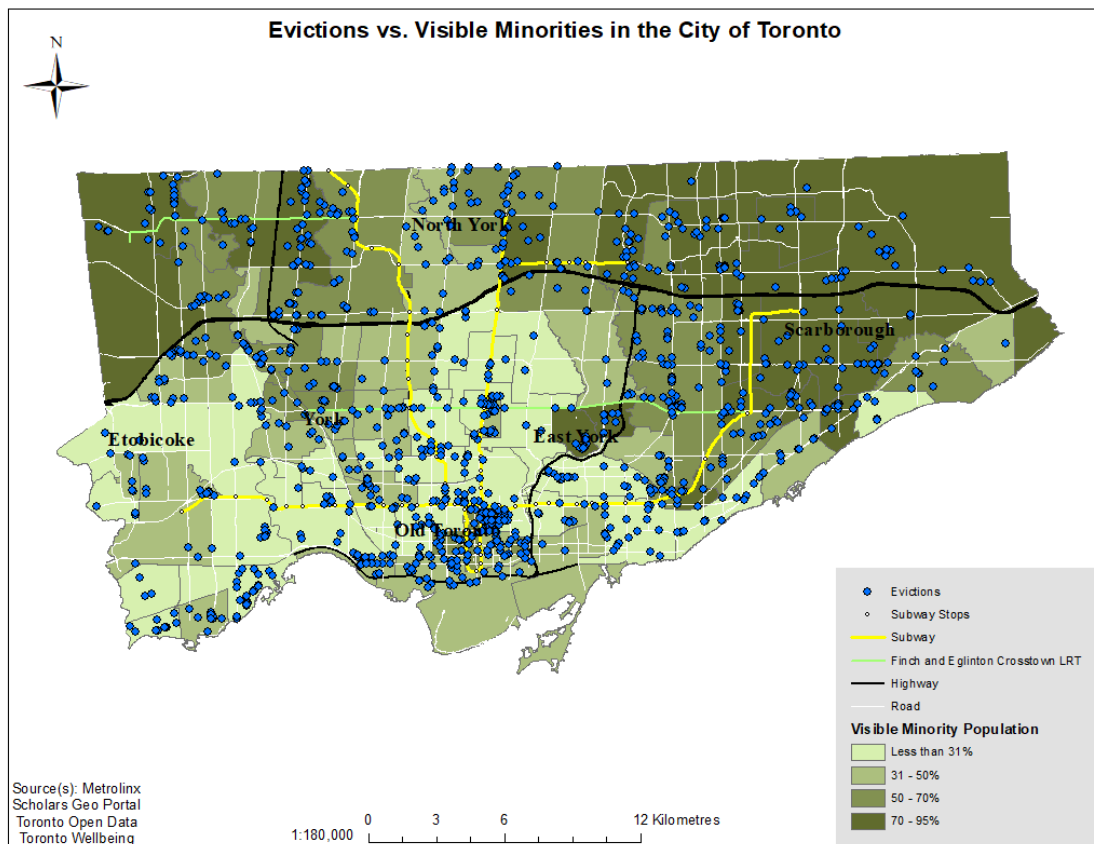 Evictions vs. Visible Minorities in the City of Toronto
N
North York
Scarborough
York
Etobicoke
East York
Old Toronto
Evictions
Subway Stops
Subway
Finch and Eglinton Crosstown LRT
Highway
Road
Visible Minority Population
Less than 31%
31 - 50%
50 - 70%
70 - 95%
Source(s): Metrolinx
Scholars Geo Portal
Toronto Open Data
Toronto Wellbeing
1:180,000
0 3 6 12 Kilometres